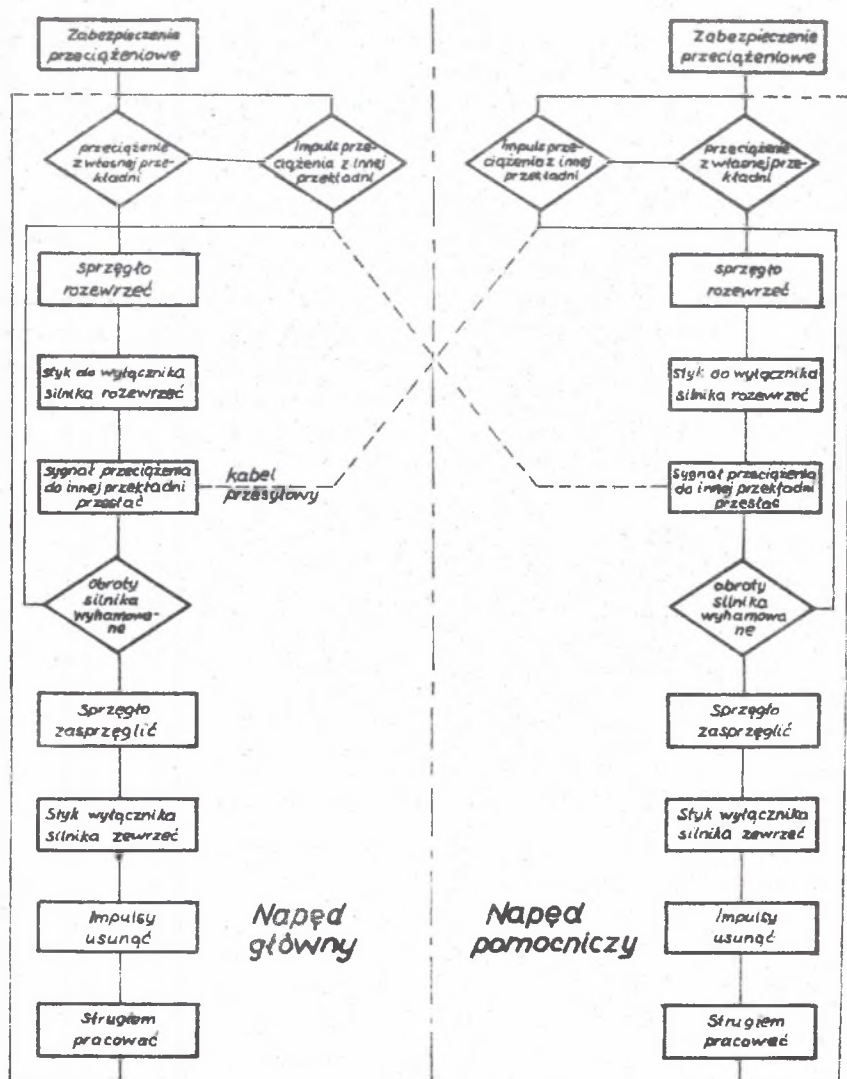 Zabezpieczenie
przeciążeniowe
przeciążenie
z własnej prze-
kładni
Impuls prze-
ciążenia z innej
przekładni
sprzęgło
rozewrzeć
styk do wyłącznika
silnika rozewrzeć
Sygnał przeciążenia
do innej przekładni
przesłać
kabel
przesyłowy
Obroty
silnika
wyhamowa-
ne
Sprzęgło
zasprzęglić
Styk wyłącznika
silnika zewrzeć
Impulsy
usunąć
Strugiem
pracować
Napęd
główny
Zabezpieczenie
przeciążeniowe
Impuls prze-
ciążenia z innej
przekładni
przeciążenie
z własnej prze-
kładni
sprzęgło
rozewrzeć
Styk do wyłącznika
silnika rozewrzeć
Sygnał przeciążenia
do innej przekładni
przesłać
obroty
silnika
wyhamowa
ne
Sprzęgło
zasprzęglić
Styk wyłącznika
silnika zewrzeć
Impulsy
usunąć
Strugiem
pracować
Napęd
pomocniczy